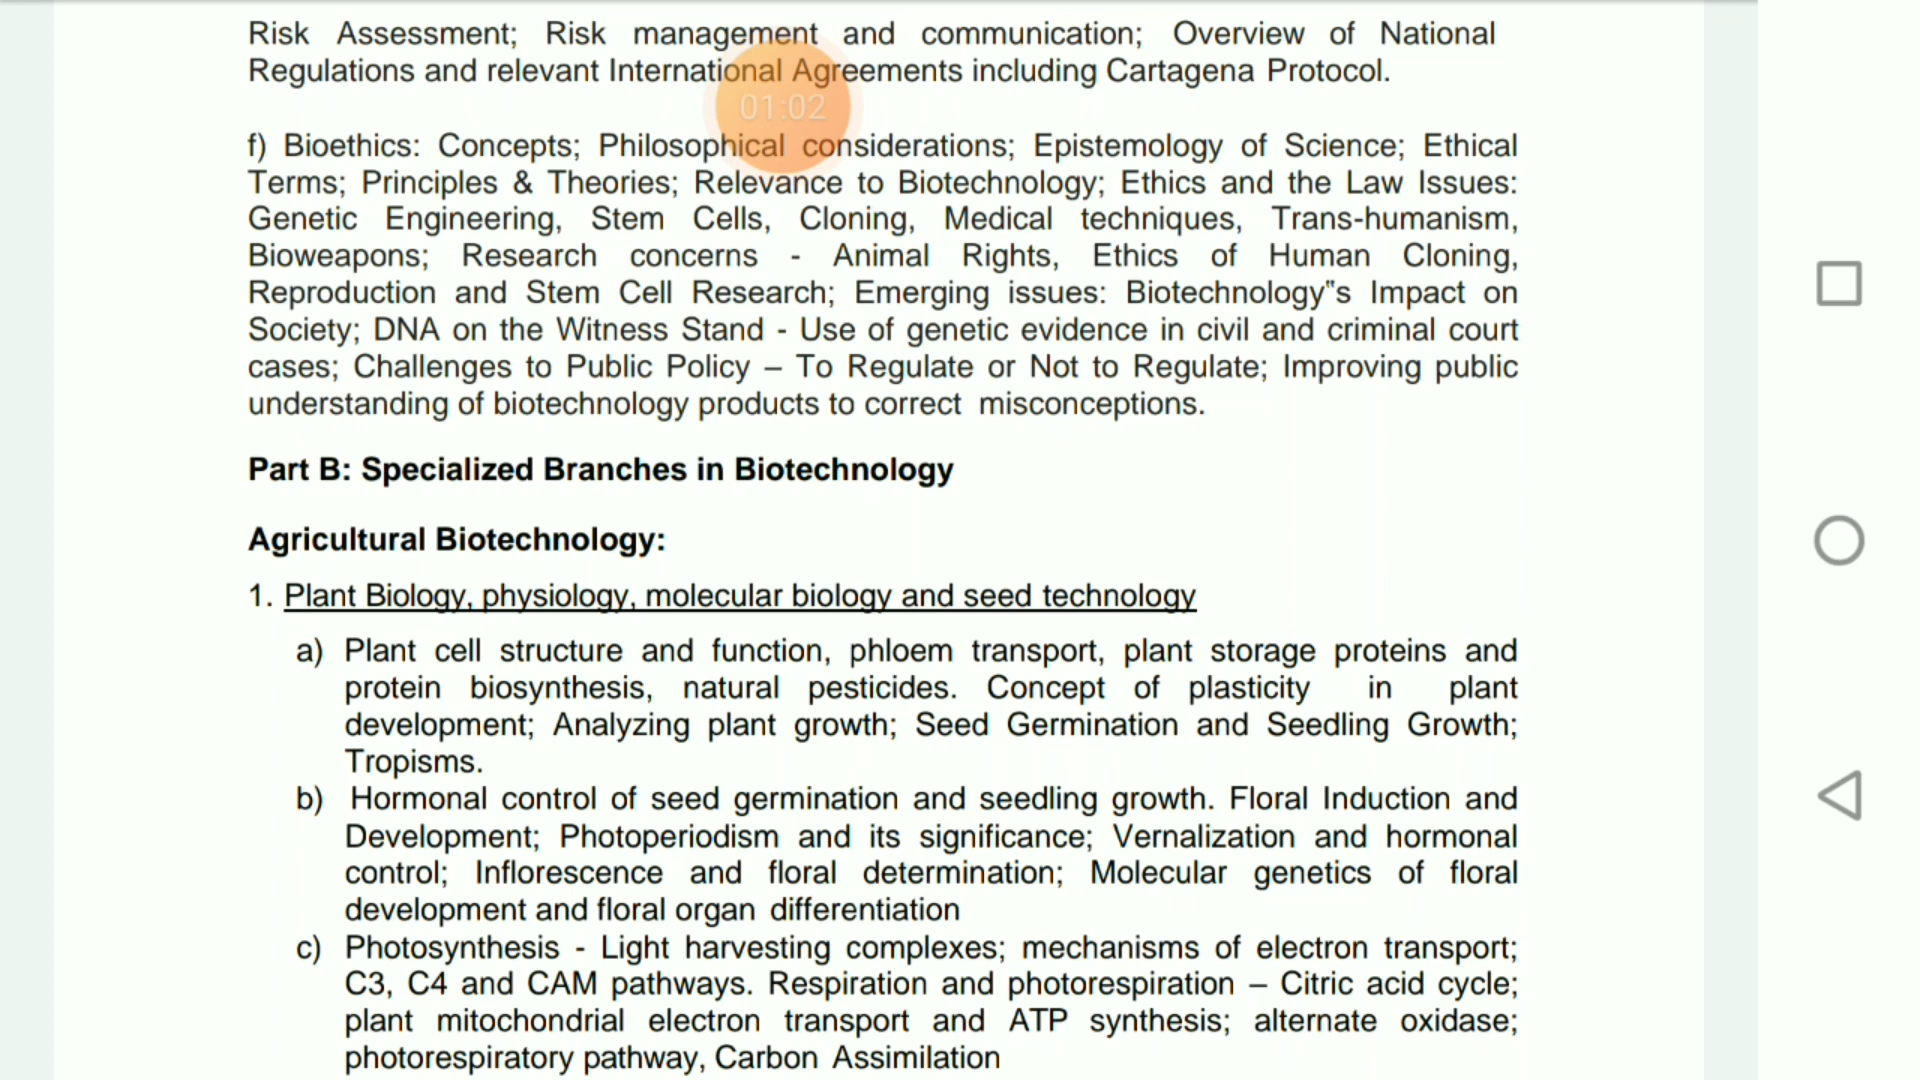 Risk Assessment; Risk management and communication; Overview of National
Regulations and relevant International Agreements including Cartagena Protocol.
01:02
f) Bioethics: Concepts; Philosophical considerations; Epistemology of Science; Ethical
Terms; Principles & Theories; Relevance to Biotechnology; Ethics and the Law Issues:
Genetic Engineering, Stem Cells, Cloning, Medical techniques, Trans-humanism,
Bioweapons; Research concerns - Animal Rights, Ethics of Human Cloning,
Reproduction and Stem Cell Research; Emerging issues: Biotechnology‟s Impact on
Society; DNA on the Witness Stand - Use of genetic evidence in civil and criminal court
cases; Challenges to Public Policy – To Regulate or Not to Regulate; Improving public
understanding of biotechnology products to correct misconceptions.
Part B: Specialized Branches in Biotechnology
Agricultural Biotechnology:
1. Plant Biology, physiology, molecular biology and seed technology
a) Plant cell structure and function, phloem transport, plant storage proteins and
protein biosynthesis, natural pesticides. Concept of plasticity in plant
development; Analyzing plant growth; Seed Germination and Seedling Growth;
Tropisms.
b) Hormonal control of seed germination and seedling growth. Floral Induction and
Development; Photoperiodism and its significance; Vernalization and hormonal
control; Inflorescence and floral determination; Molecular genetics of floral
development and floral organ differentiation
c) Photosynthesis - Light harvesting complexes; mechanisms of electron transport;
C3, C4 and CAM pathways. Respiration and photorespiration – Citric acid cycle;
plant mitochondrial electron transport and ATP synthesis; alternate oxidase;
photorespiratory pathway, Carbon Assimilation